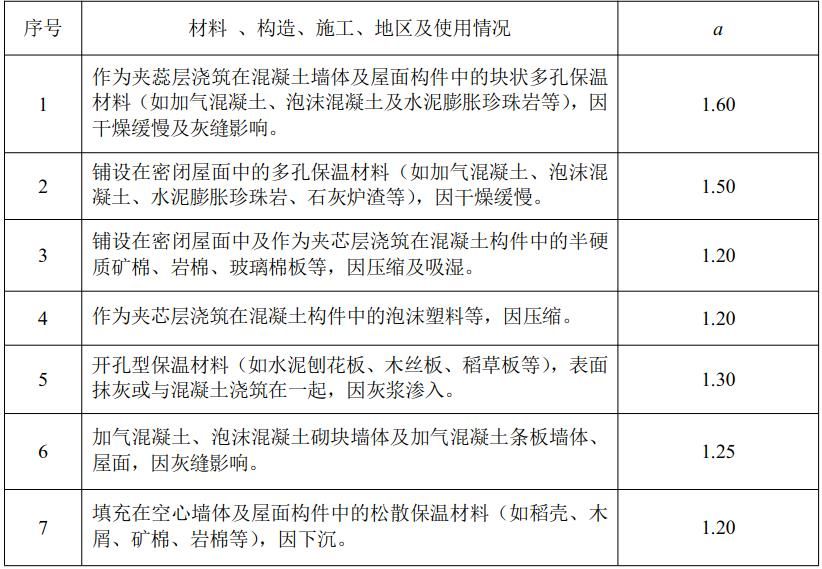 序号 材料 、构造、施工、地区及使用情况 a
1 作为夹蕊层浇筑在混凝土墙体及屋面构件中的块状多孔保温
材料（如加气混凝土、泡沫混凝土及水泥膨胀珍珠岩等），因
干燥缓慢及灰缝影响。 1.60
2 铺设在密闭屋面中的多孔保温材料（如加气混凝土、泡沫混
凝土、水泥膨胀珍珠岩、石灰炉渣等），因干燥缓慢。 1.50
3 铺设在密闭屋面中及作为夹芯层浇筑在混凝土构件中的半硬
质矿棉、岩棉、玻璃棉板等，因压缩及吸湿。 1.20
4 作为夹芯层浇筑在混凝土构件中的泡沫塑料等，因压缩。 1.20
5 开孔型保温材料（如水泥刨花板、木丝板、稻草板等），表面
抹灰或与混凝土浇筑在一起，因灰浆渗入。 1.30
6 加气混凝土、泡沫混凝土砌块墙体及加气混凝土条板墙体、
屋面，因灰缝影响。 1.25
7 填充在空心墙体及屋面构件中的松散保温材料（如稻壳、木
屑、矿棉、岩棉等），因下沉。 1.20